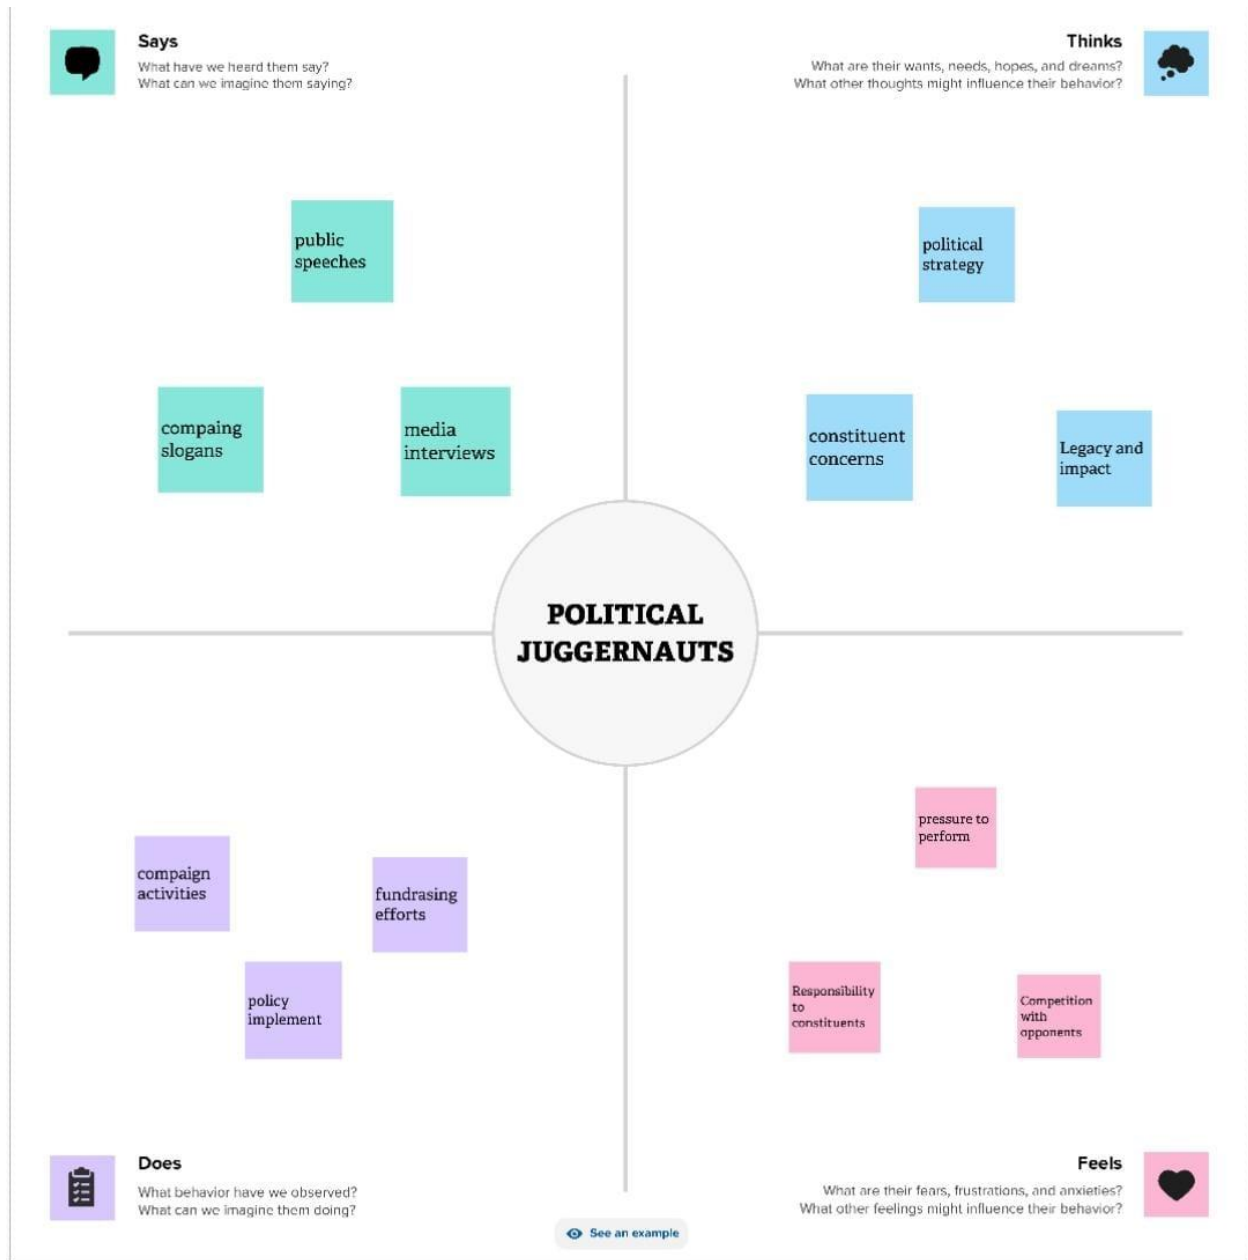 Says
What have we heard them say?
What can we imagine them saying?
Thinks
What are their wants, needs, hopes, and dreams?
What other thoughts might influence their behavior?
public
speeches
compaing
slogans
media
interviews
political
strategy
constituent
concerns
Legacy and
impact
POLITICAL
JUGGERNAUTS
compaign
activities
fundrasing
efforts
policy
implement
pressure to
perform
Responsibility
to
constituents
Competition
with
opponents
Does
What behavior have we observed?
What can we imagine them doing?
Feels
What are their fears, frustrations, and anxieties?
What other feelings might influence their behavior?
See an example